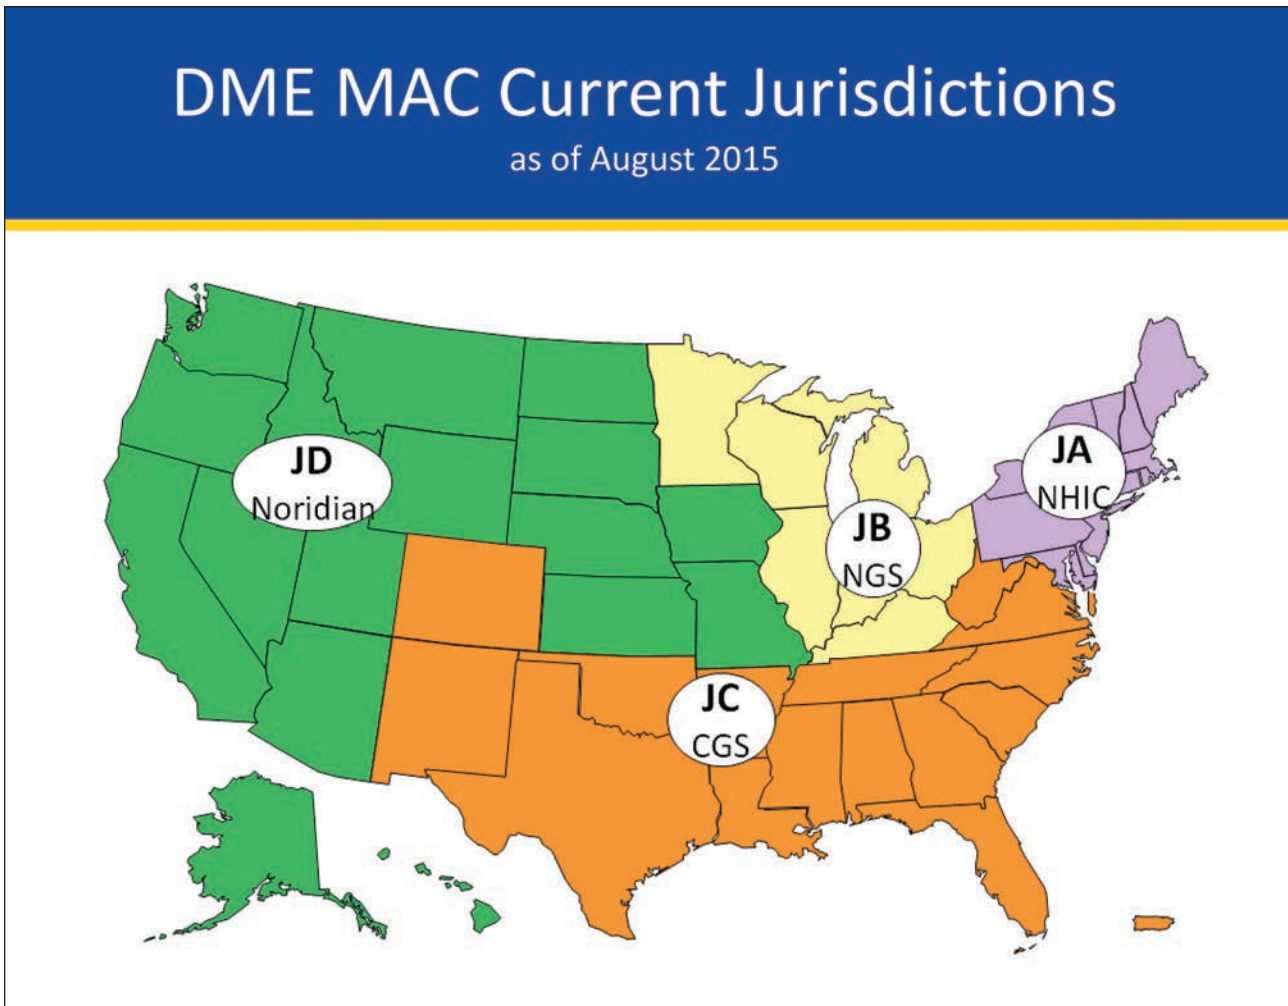 DME MAC Current Jurisdictions
as of August 2015
JD
Noridian
JA
NHIC
JB
NGS
JC
CGS